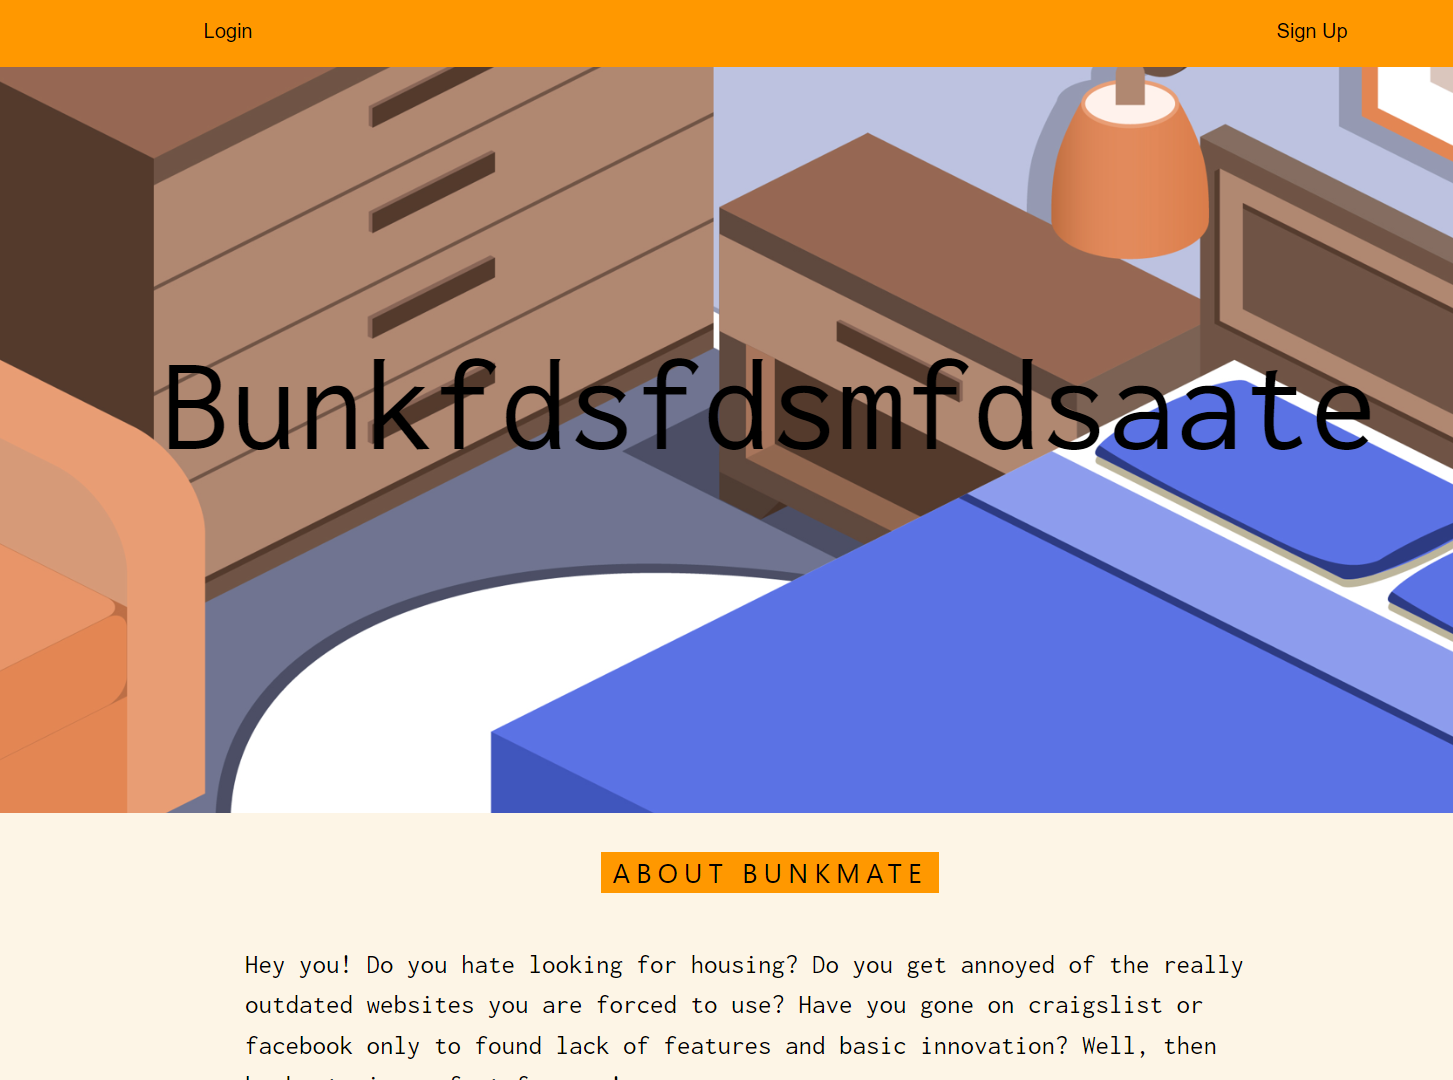 Login
Sign Up
Bunkfdsfdsmfdsaate
ABOUT BUNKMATE
Hey you! Do you hate looking for housing? Do you get annoyed of the really
outdated websites you are forced to use? Have you gone on craigslist or
facebook only to found lack of features and basic innovation? Well, then